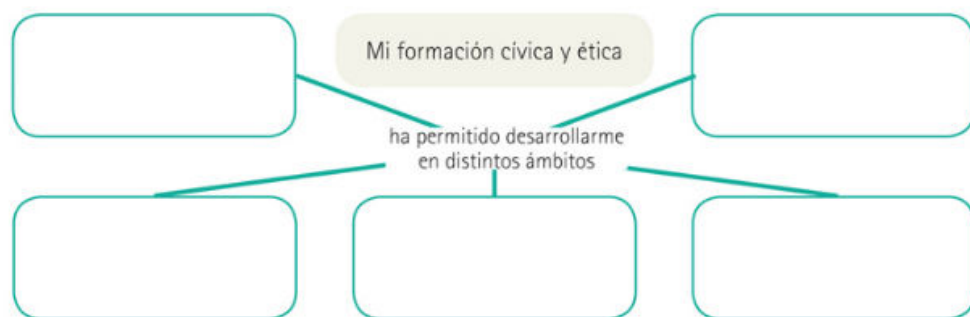 Mi formación cívica y ética
ha permitido desarrollarme
en distintos ámbitos